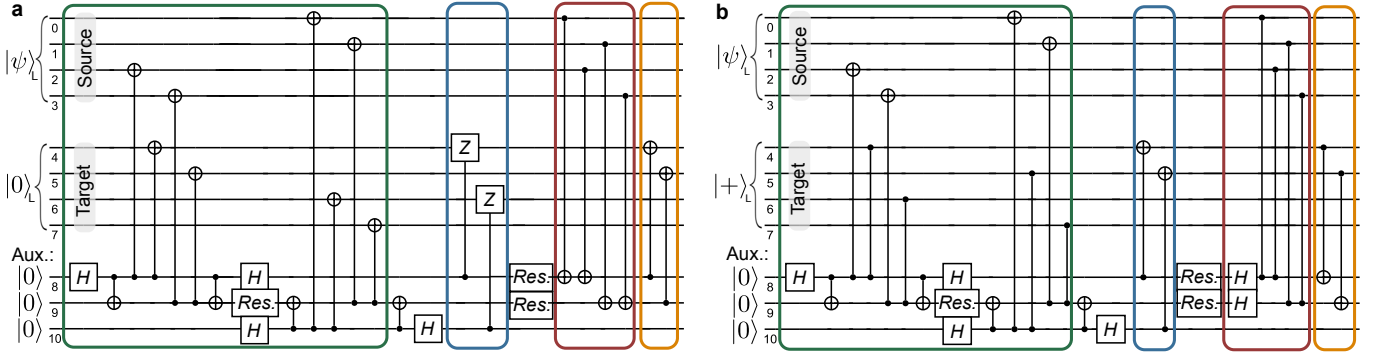 a
b
0
1
|ψ⟩L
Source
2
3
4
5
|0⟩L
Target
6
7
Z
Z
Aux.:
|0⟩ 8
H
H
Res.
|0⟩ 9
Res.
Res.
|0⟩ 10
H
H
0
1
|ψ⟩L
Source
2
3
4
5
|+⟩L
Target
6
7
Aux.:
|0⟩ 8
H
H
Res.
H
|0⟩ 9
Res.
Res.
H
|0⟩ 10
H
H